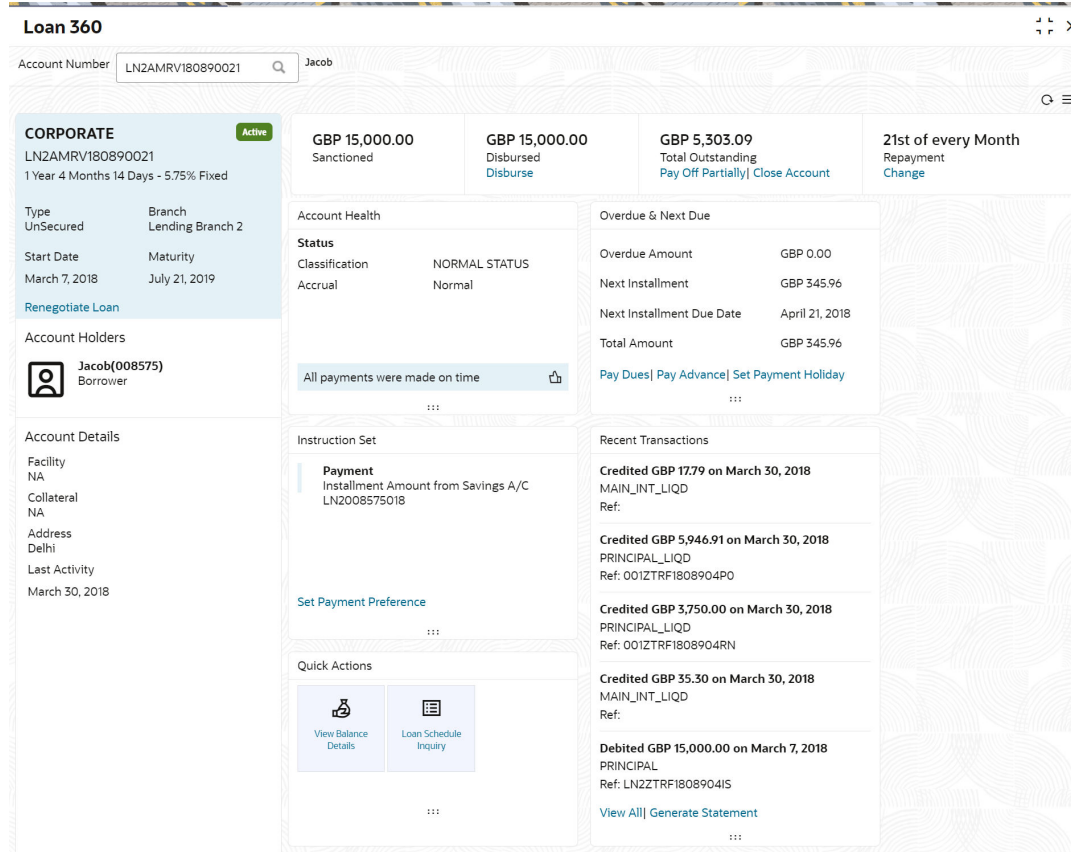 Loan 360
Account Number
LN2AMRV180890021
Jacob
CORPORATE
Active
LN2AMRV180890021
1 Year 4 Months 14 Days - 5.75% Fixed
Type
Branch
UnSecured
Lending Branch 2
Start Date
Maturity
March 7, 2018
July 21, 2019
Renegotiate Loan
GBP 15,000.00
Sanctioned
GBP 15,000.00
Disbursed
Disburse
GBP 5,303.09
Total Outstanding
Pay Off Partially| Close Account
21st of every Month
Repayment
Change
Account Holders
Jacob(008575)
Borrower
Account Details
Facility
NA
Collateral
NA
Address
Delhi
Last Activity
March 30, 2018
Account Health
Status
Classification NORMAL STATUS
Accrual Normal
All payments were made on time
Overdue & Next Due
Overdue Amount GBP 0.00
Next Installment GBP 345.96
Next Installment Due Date April 21, 2018
Total Amount GBP 345.96
Pay Dues| Pay Advance| Set Payment Holiday
Instruction Set
Payment
Installment Amount from Savings A/C
LN2008575018
Set Payment Preference
Quick Actions
View Balance
Details
Loan Schedule
Inquiry
Recent Transactions
Credited GBP 17.79 on March 30, 2018
MAIN_INT_LIQD
Ref:
Credited GBP 5,946.91 on March 30, 2018
PRINCIPAL_LIQD
Ref: 001ZTRF1808904P0
Credited GBP 3,750.00 on March 30, 2018
PRINCIPAL_LIQD
Ref: 001ZTRF1808904RN
Credited GBP 35.30 on March 30, 2018
MAIN_INT_LIQD
Ref:
Debited GBP 15,000.00 on March 7, 2018
PRINCIPAL
Ref: LN2ZTRF1808904IS
View All| Generate Statement